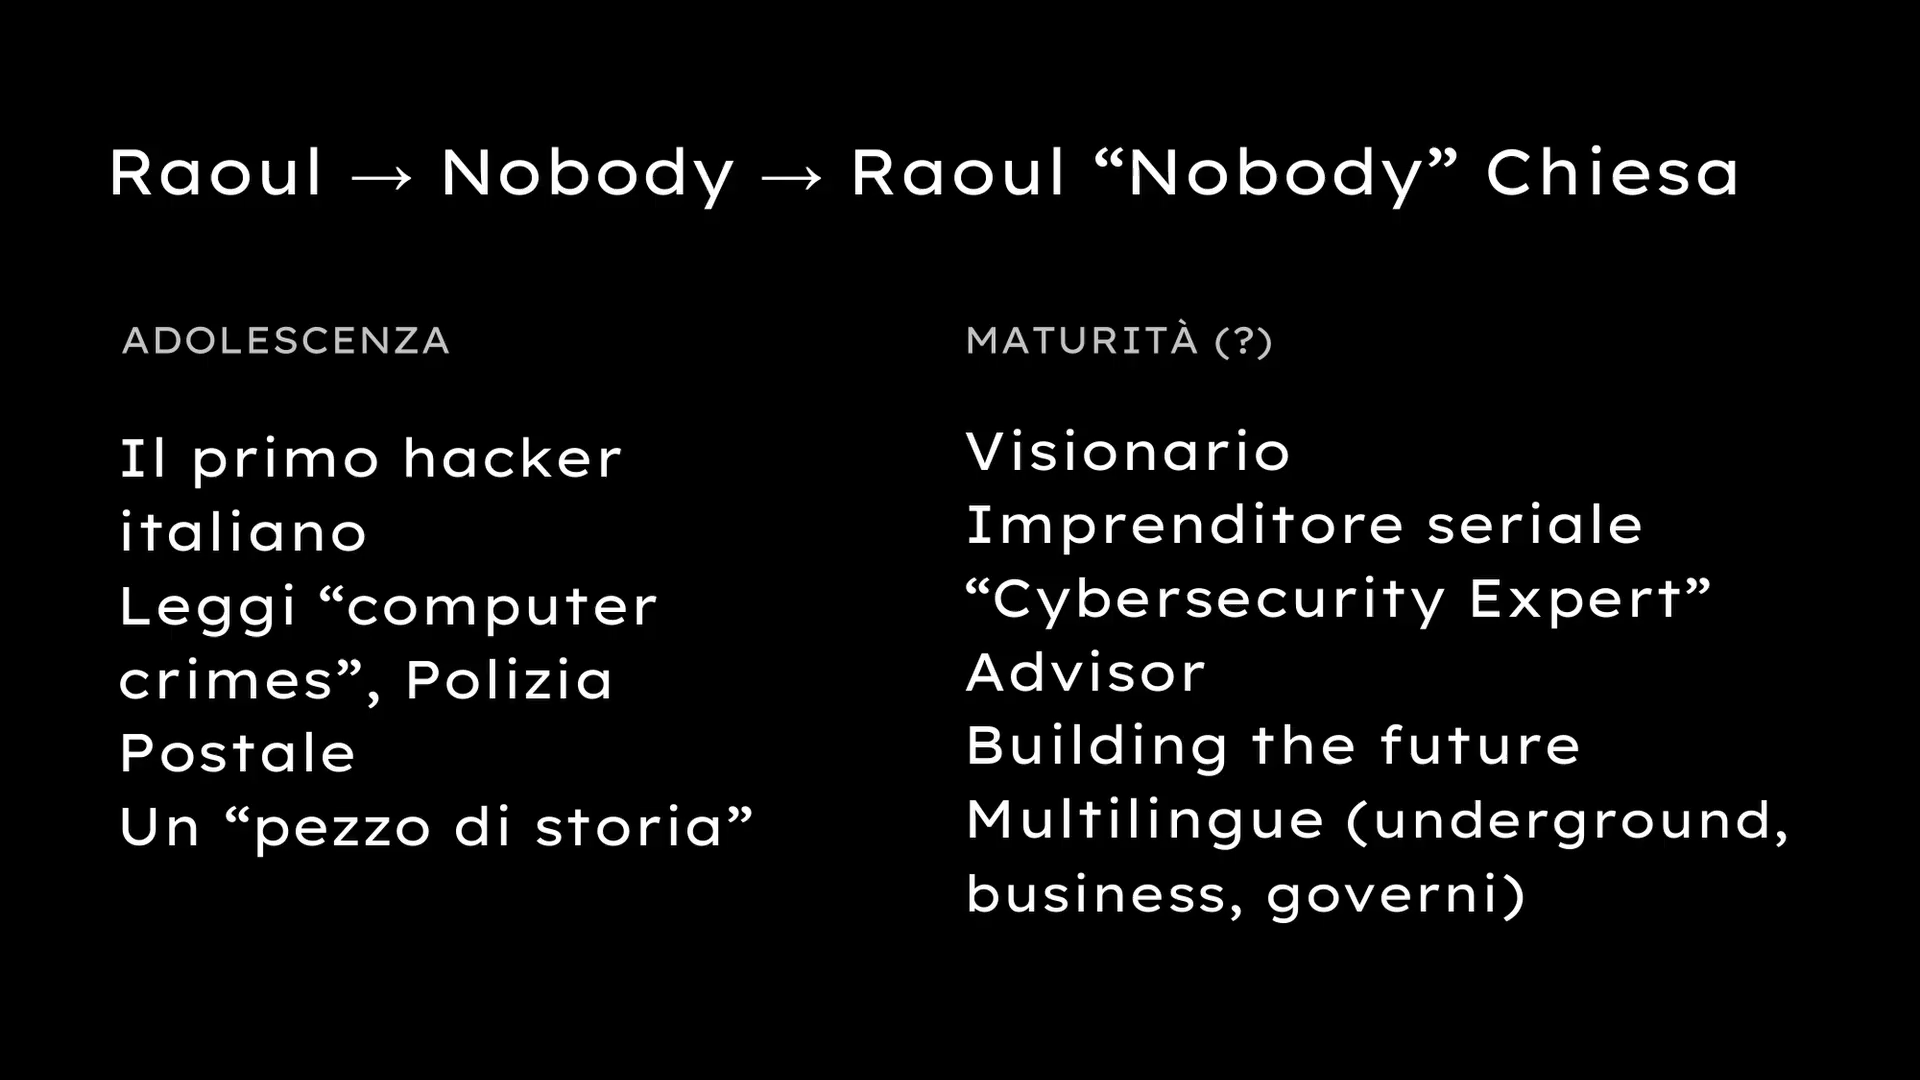 Raoul → Nobody → Raoul “Nobody” Chiesa
ADOLESCENZA
Il primo hacker
italiano
Leggi “computer
crimes”, Polizia
Postale
Un “pezzo di storia”
MATURITÀ (?)
Visionario
Imprenditore seriale
“Cybersecurity Expert”
Advisor
Building the future
Multilingue (underground,
business, governi)